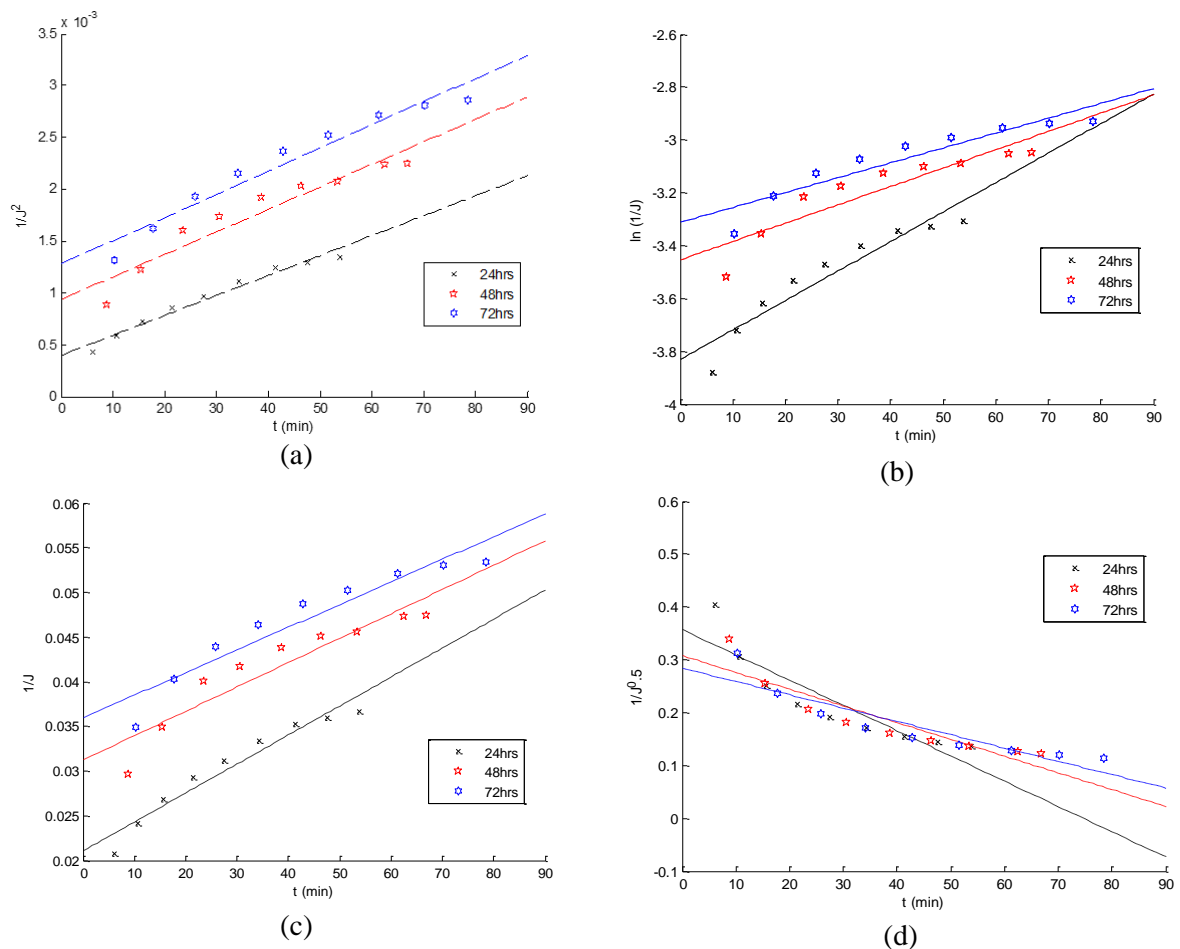 x 10⁻³
3.5
3
2.5
2
1.5
1
0.5
0
1/J²
0 10 20 30 40 50 60 70 80 90
t (min)
24hrs
48hrs
72hrs
(a)
-2.6
-2.8
-3
-3.2
-3.4
-3.6
-3.8
-4
ln (1/J)
0 10 20 30 40 50 60 70 80 90
t (min)
24hrs
48hrs
72hrs
(b)
0.06
0.055
0.05
0.045
0.04
0.035
0.03
0.025
0.02
1/J
0 10 20 30 40 50 60 70 80 90
t (min)
24hrs
48hrs
72hrs
(c)
0.6
0.5
0.4
0.3
0.2
0.1
0
-0.1
1/J⁰.5
0 10 20 30 40 50 60 70 80 90
t (min)
24hrs
48hrs
72hrs
(d)